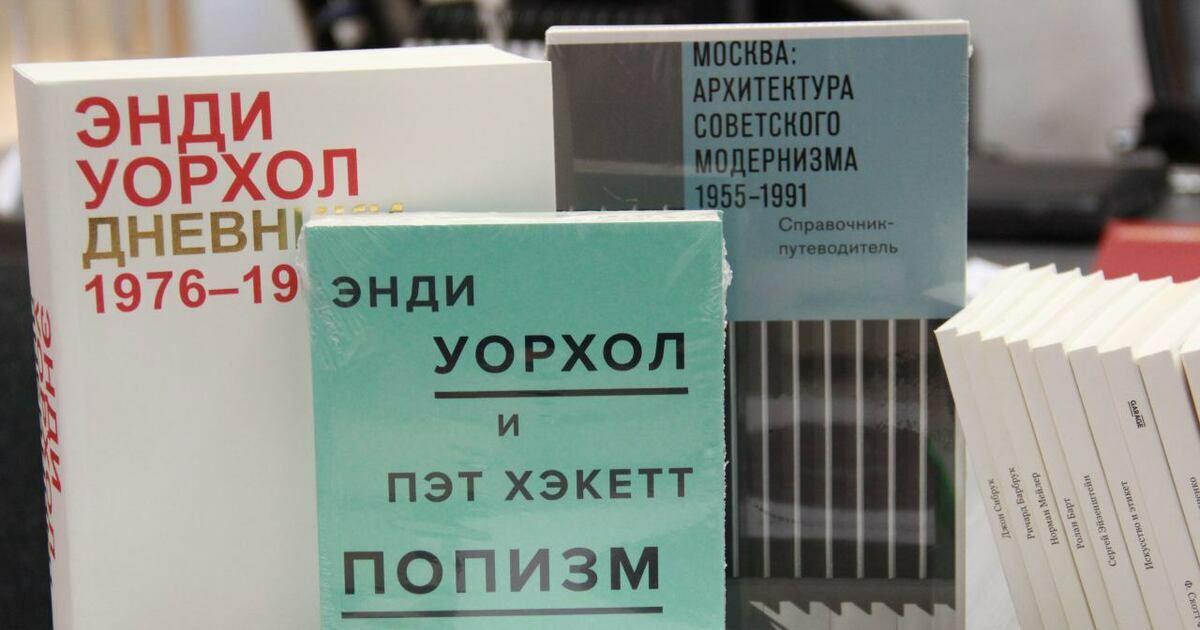 ЭНДИ
УОРХОЛ
1976–19
ЭНДИ
УОРХОЛ
И
ПЭТ ХЭКЕТТ
ПОПИЗМ
МОСКВА:
АРХИТЕКТУРА
СОВЕТСКОГО
МОДЕРНИЗМА
1955–1991
Справочник-
путеводитель
Джон Сибрук
Ричард Барбрук
Норман Мейлер
Ролан Барт
Сергей Эйзенштейн
Искусство и этикет
GARAGE